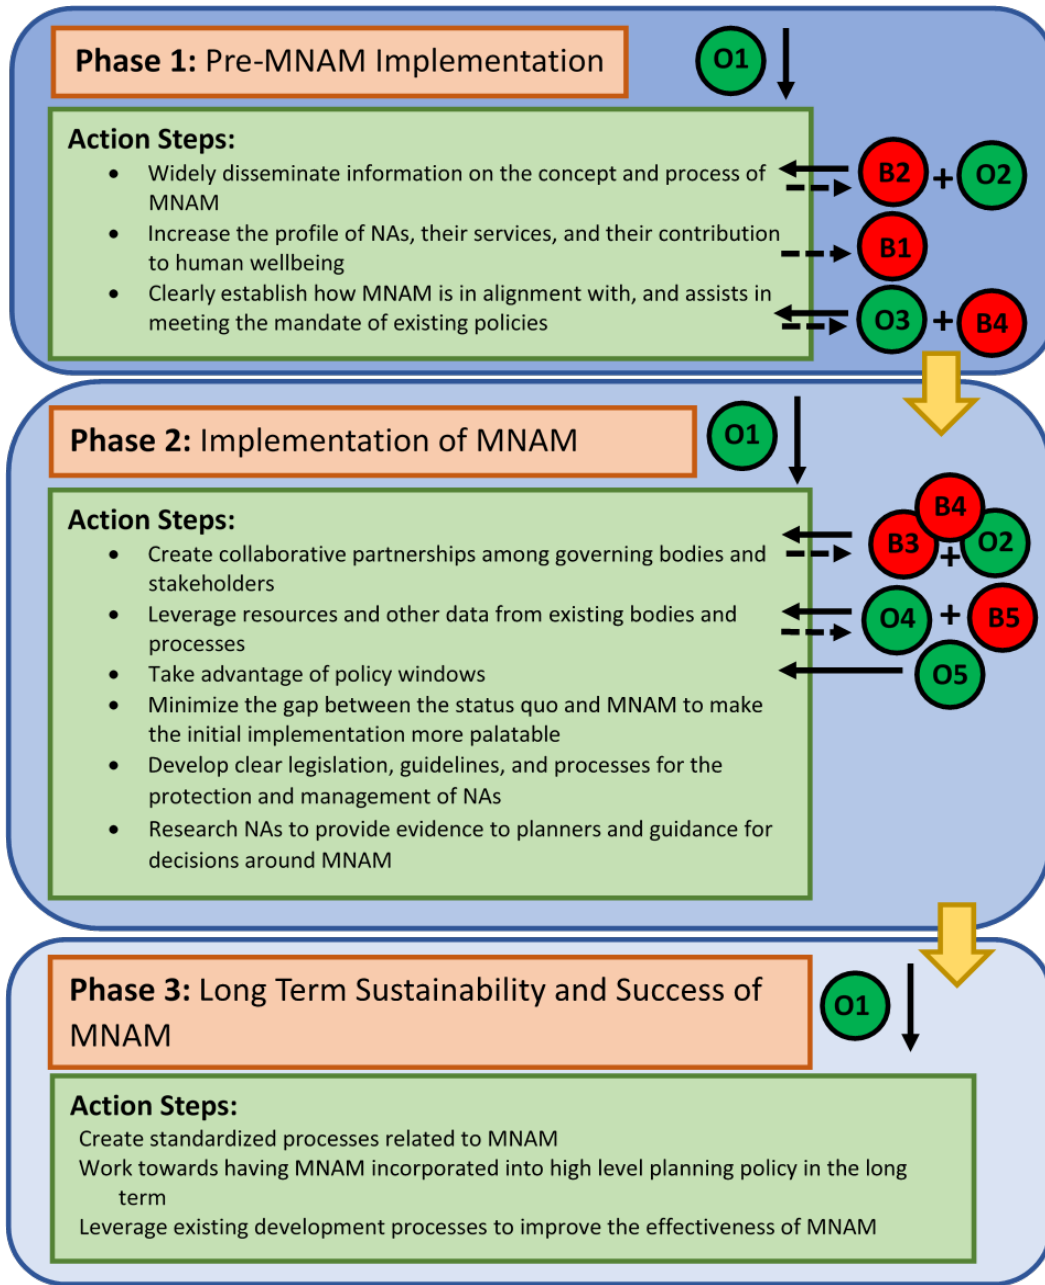 Phase 1: Pre-MNAM Implementation
O1
Action Steps:
• Widely disseminate information on the concept and process of
MNAM
B2 + O2
• Increase the profile of NAs, their services, and their contribution
to human wellbeing
B1
• Clearly establish how MNAM is in alignment with, and assists in
meeting the mandate of existing policies
O3 + B4
Phase 2: Implementation of MNAM
O1
Action Steps:
• Create collaborative partnerships among governing bodies and
stakeholders
B4
B3 + O2
• Leverage resources and other data from existing bodies and
processes
O4 + B5
• Take advantage of policy windows
O5
• Minimize the gap between the status quo and MNAM to make
the initial implementation more palatable
• Develop clear legislation, guidelines, and processes for the
protection and management of NAs
• Research NAs to provide evidence to planners and guidance for
decisions around MNAM
Phase 3: Long Term Sustainability and Success of
MNAM
O1
Action Steps:
Create standardized processes related to MNAM
Work towards having MNAM incorporated into high level planning policy in the long
term
Leverage existing development processes to improve the effectiveness of MNAM